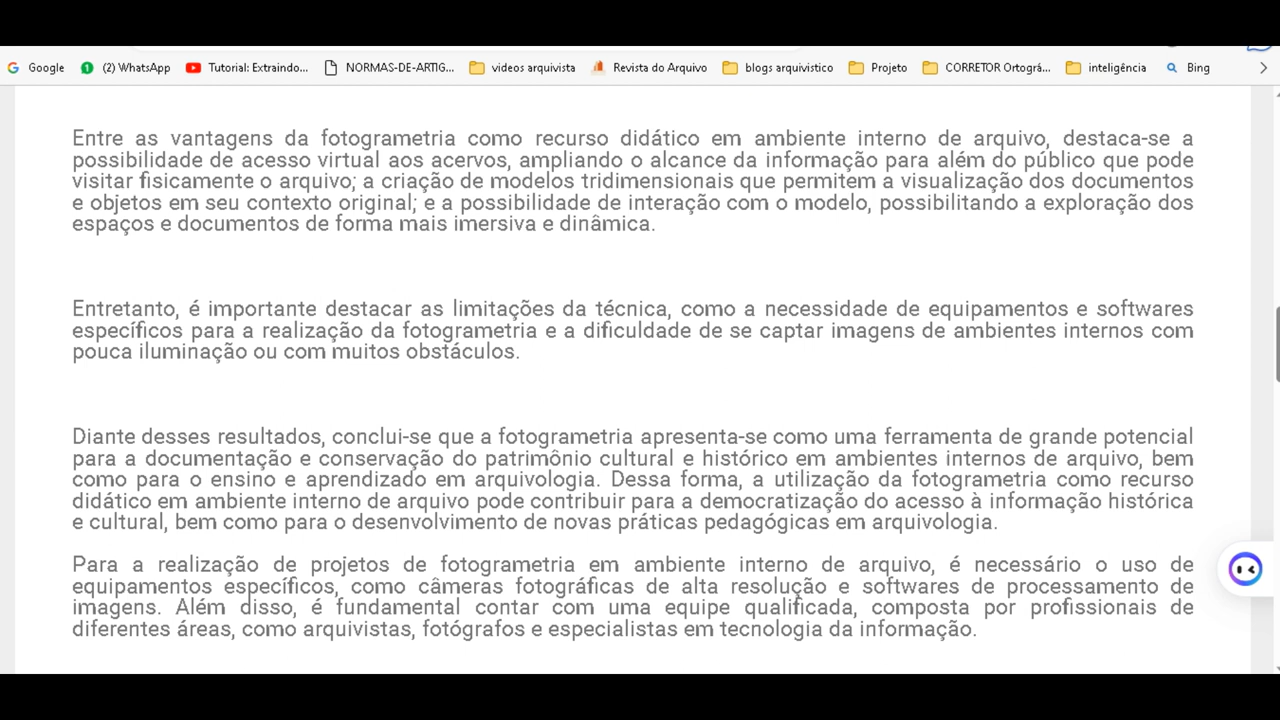 Google (2) WhatsApp Tutorial: Extraindo... NORMAS-DE-ARTIG... videos arquivista Revista do Arquivo blogs arquivistico Projeto CORRETOR Ortográ... inteligência Bing
Entre as vantagens da fotogrametria como recurso didático em ambiente interno de arquivo, destaca-se a
possibilidade de acesso virtual aos acervos, ampliando o alcance da informação para além do público que pode
visitar fisicamente o arquivo; a criação de modelos tridimensionais que permitem a visualização dos documentos
e objetos em seu contexto original; e a possibilidade de interação com o modelo, possibilitando a exploração dos
espaços e documentos de forma mais imersiva e dinâmica.
Entretanto, é importante destacar as limitações da técnica, como a necessidade de equipamentos e softwares
específicos para a realização da fotogrametria e a dificuldade de se captar imagens de ambientes internos com
pouca iluminação ou com muitos obstáculos.
Diante desses resultados, conclui-se que a fotogrametria apresenta-se como uma ferramenta de grande potencial
para a documentação e conservação do patrimônio cultural e histórico em ambientes internos de arquivo, bem
como para o ensino e aprendizado em arquivologia. Dessa forma, a utilização da fotogrametria como recurso
didático em ambiente interno de arquivo pode contribuir para a democratização do acesso à informação histórica
e cultural, bem como para o desenvolvimento de novas práticas pedagógicas em arquivologia.
Para a realização de projetos de fotogrametria em ambiente interno de arquivo, é necessário o uso de
equipamentos específicos, como câmeras fotográficas de alta resolução e softwares de processamento de
imagens. Além disso, é fundamental contar com uma equipe qualificada, composta por profissionais de
diferentes áreas, como arquivistas, fotógrafos e especialistas em tecnologia da informação.